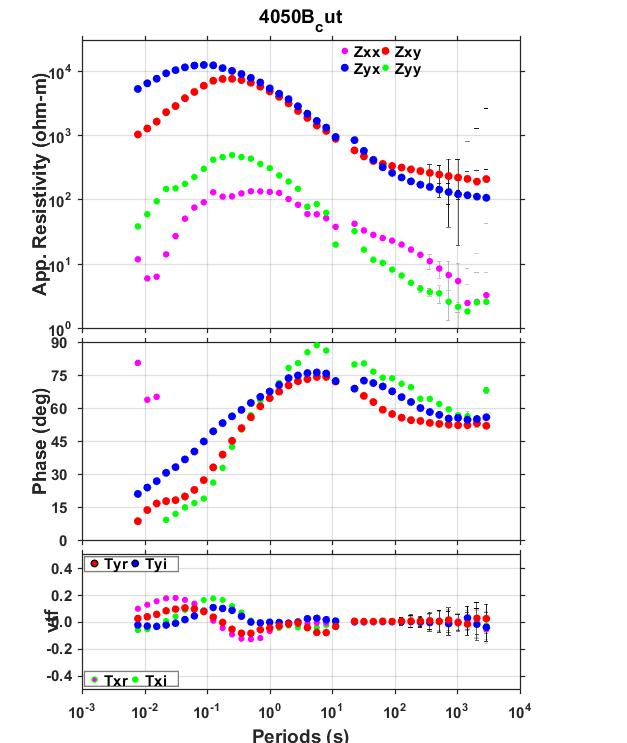 4050B_cut
Zxx Zxy
Zyx Zyy
App. Resistivity (ohm-m)
10^4
10^3
10^2
10^1
10^0
Phase (deg)
90
75
60
45
30
15
0
Tyr Tyi
0.4
0.2
0.0
-0.2
-0.4
Txr Txi
10^-3 10^-2 10^-1 10^0 10^1 10^2 10^3 10^4
Periods (s)